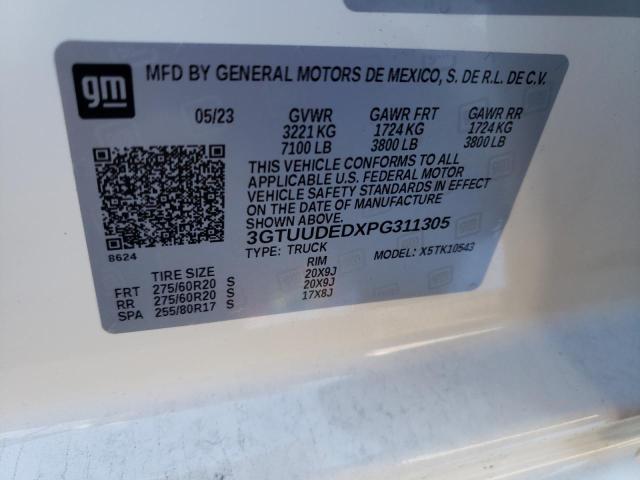 gm
MFD BY GENERAL MOTORS DE MEXICO, S. DE R.L. DE C.V.
05/23 GVWR GAWR FRT GAWR RR
3221 KG 1724 KG 1724 KG
7100 LB 3800 LB 3800 LB
THIS VEHICLE CONFORMS TO ALL
APPLICABLE U.S. FEDERAL MOTOR
VEHICLE SAFETY STANDARDS IN EFFECT
ON THE DATE OF MANUFACTURE
SHOWN ABOVE.
3GTUUDEDXPG311305
8624
TYPE: TRUCK MODEL: X5TK10543
TIRE SIZE RIM
FRT 275/60R20 S 20X9J
RR 275/60R20 S 20X9J
SPA 255/80R17 S 17X8J